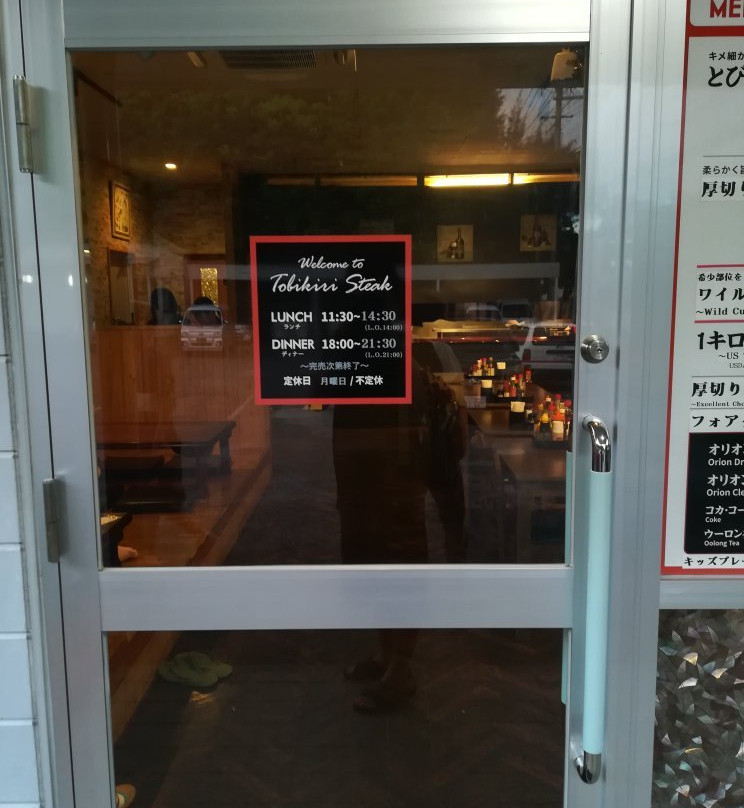 Welcome to
Tobikiri Steak
LUNCH 11:30~14:30
ランチ (L.O.14:00)
DINNER 18:00~21:30
ディナー (L.O.21:00)
~完売次第終了~
定休日 月曜日 / 不定休
ME
キメ細か
とび
柔らかく
厚切り
希少部位を
ワイル
~Wild Cu
1キロ
~US
USD
厚切り
~Excellent Cho
フォア
オリオ
Orion Dr
オリオ
Orion Cle
コカ・コー
Coke
ウーロン
Oolong Tea
キッズプレー